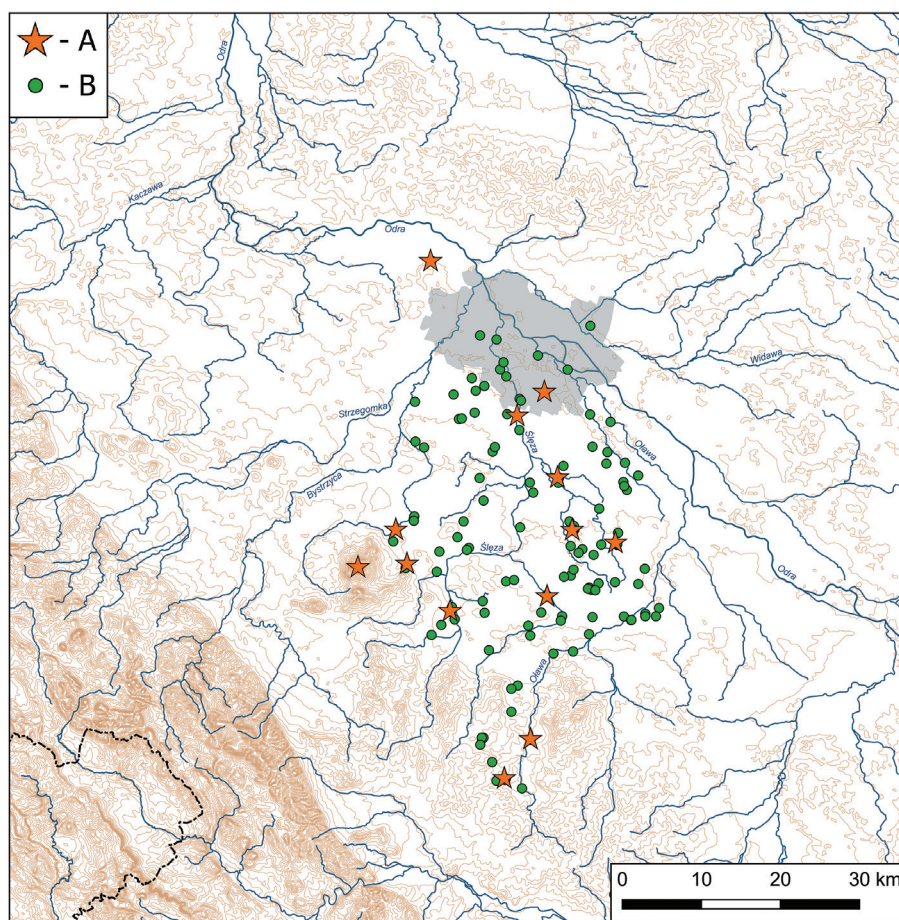 - A
- B
Odra
Kaczawa
Odra
Widawa
Strzegomka
Ślęza
Oława
Bystrzyca
Ślęza
Odra
Oława
0 10 20 30 km